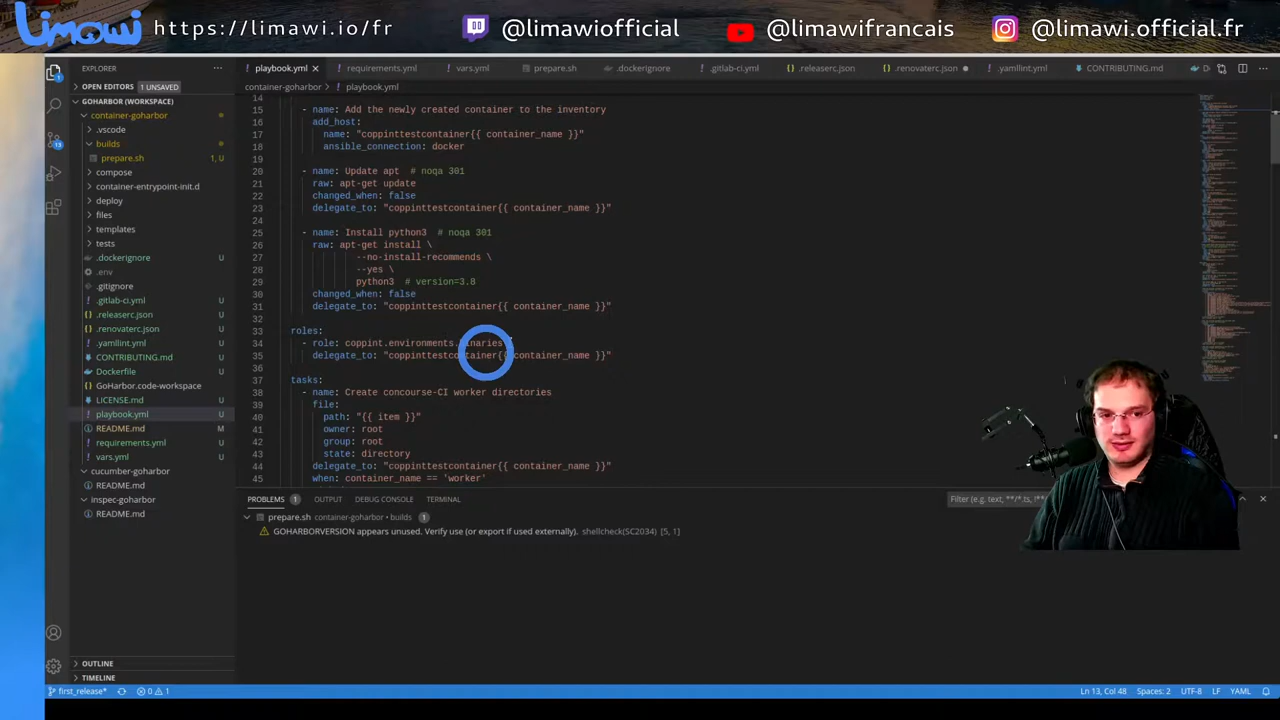 limawi https://limawi.io/fr @limawiofficial @limawifrancais @limawi.official.fr
EXPLORER
OPEN EDITORS 1 UNSAVED
GOHARBOR (WORKSPACE)
container-goharbor
.vscode
builds
prepare.sh 1, U
compose
container-entrypoint-init.d
deploy
files
templates
tests
.dockerignore U
.env
.gitignore
.gitlab-ci.yml U
.releaserc.json U
.renovaterc.json U
.yamllint.yml U
CONTRIBUTING.md U
Dockerfile U
GoHarbor.code-workspace U
LICENSE.md U
playbook.yml U
README.md M
requirements.yml U
vars.yml U
cucumber-goharbor
README.md U
inspec-goharbor
README.md U
OUTLINE
TIMELINE
playbook.yml requirements.yml vars.yml prepare.sh .dockerignore .gitlab-ci.yml .releaserc.json .renovaterc.json .yamllint.yml CONTRIBUTING.md
container-goharbor > playbook.yml
14
15 - name: Add the newly created container to the inventory
16 add_host:
17 name: "coppinttestcontainer{{ container_name }}"
18 ansible_connection: docker
19
20 - name: Update apt # noqa 301
21 raw: apt-get update
22 changed_when: false
23 delegate_to: "coppinttestcontainer{{ container_name }}"
24
25 - name: Install python3 # noqa 301
26 raw: apt-get install \
27 --no-install-recommends \
28 --yes \
29 python3 # version=3.8
30 changed_when: false
31 delegate_to: "coppinttestcontainer{{ container_name }}"
32
33 roles:
34 - role: coppint.environments.binaries
35 delegate_to: "coppinttestcontainer{{ container_name }}"
36
37 tasks:
38 - name: Create concourse-CI worker directories
39 file:
40 path: "{{ item }}"
41 owner: root
42 group: root
43 state: directory
44 delegate_to: "coppinttestcontainer{{ container_name }}"
45 when: container_name == 'worker'
PROBLEMS 1 OUTPUT DEBUG CONSOLE TERMINAL Filter (e.g. text, **/*.ts, !**
prepare.sh container-goharbor • builds 1
GOHARBORVERSION appears unused. Verify use (or export if used externally). shellcheck(SC2034) [5, 1]
first_release* 0 1 Ln 13, Col 48 Spaces: 2 UTF-8 LF YAML